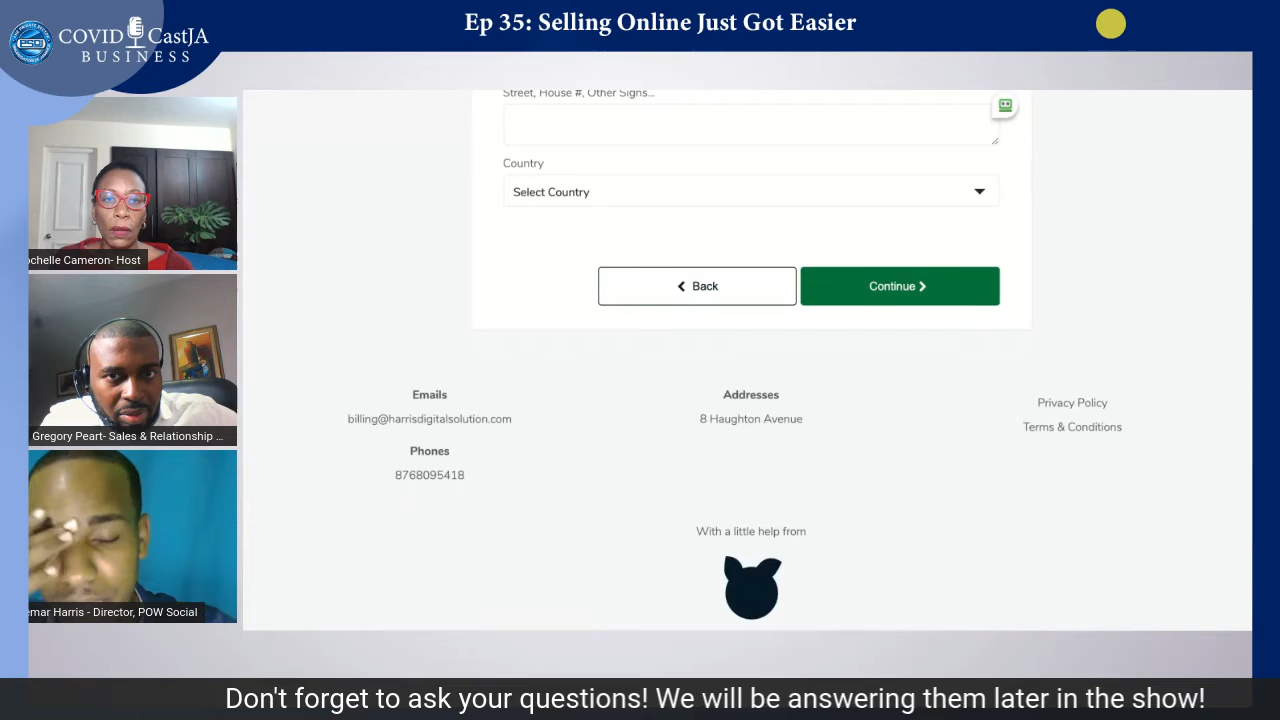 Ep 35: Selling Online Just Got Easier
COVID CastJA
BUSINESS
PSOJ
Street, House #, Other Signs...
Country
Select Country
Back
Continue
Emails
billing@harrisdigitalsolution.com
Phones
8768095418
Addresses
8 Haughton Avenue
Privacy Policy
Terms & Conditions
With a little help from
ochelle Cameron- Host
Gregory Peart- Sales & Relationship ...
emar Harris - Director, POW Social
Don't forget to ask your questions! We will be answering them later in the show!